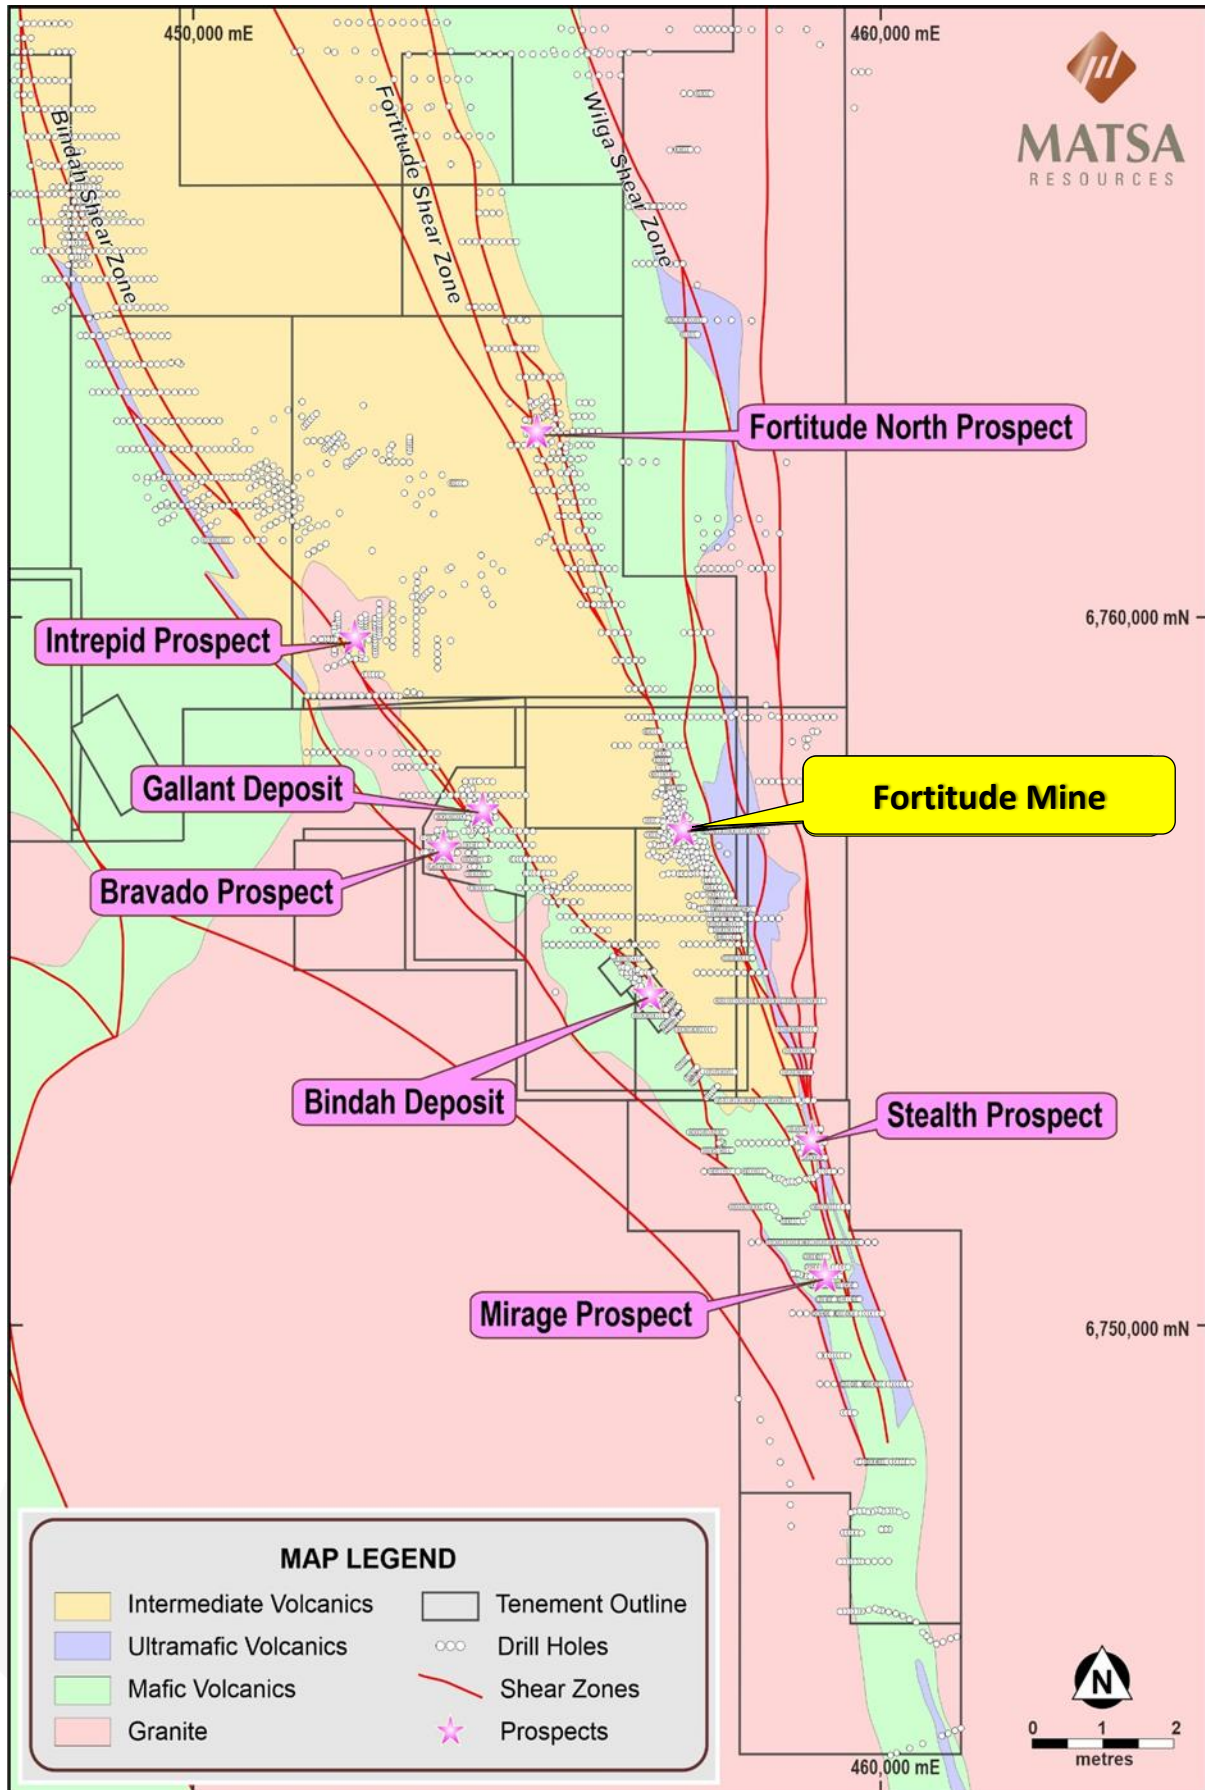 450,000 mE
460,000 mE
MATSA
RESOURCES
Bindah Shear Zone
Fortitude Shear Zone
Wilga Shear Zone
Fortitude North Prospect
6,760,000 mN
Intrepid Prospect
Gallant Deposit
Fortitude Mine
Bravado Prospect
Bindah Deposit
Stealth Prospect
Mirage Prospect
6,750,000 mN
MAP LEGEND
Intermediate Volcanics
Tenement Outline
Ultramafic Volcanics
Drill Holes
Mafic Volcanics
Shear Zones
Granite
Prospects
N
0 1 2
metres
460,000 mE